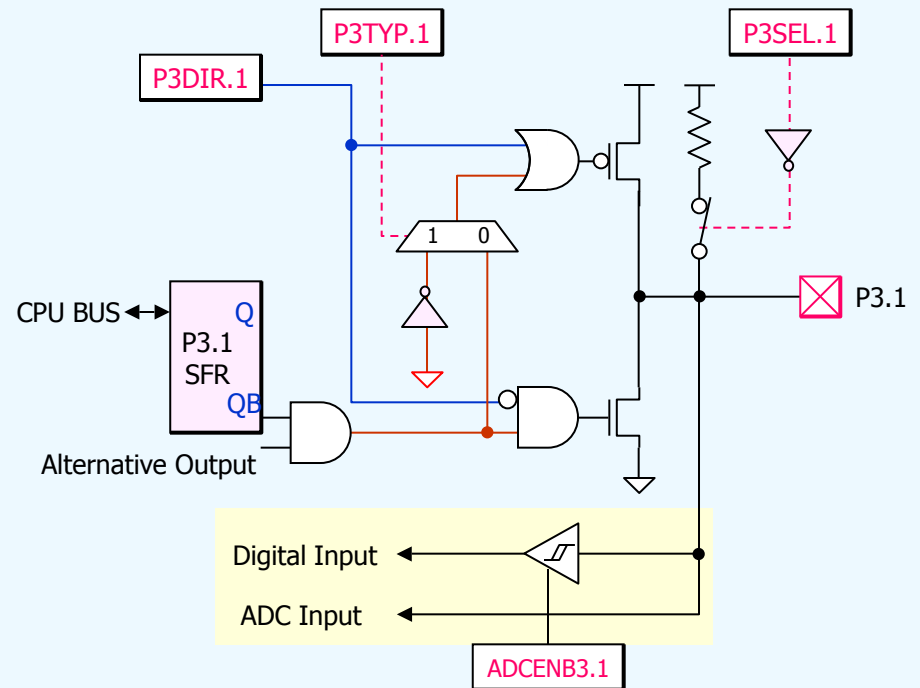 P3TYP.1
P3SEL.1
P3DIR.1
1 0
CPU BUS
Q
P3.1
SFR
QB
P3.1
Alternative Output
Digital Input
ADC Input
ADCENB3.1